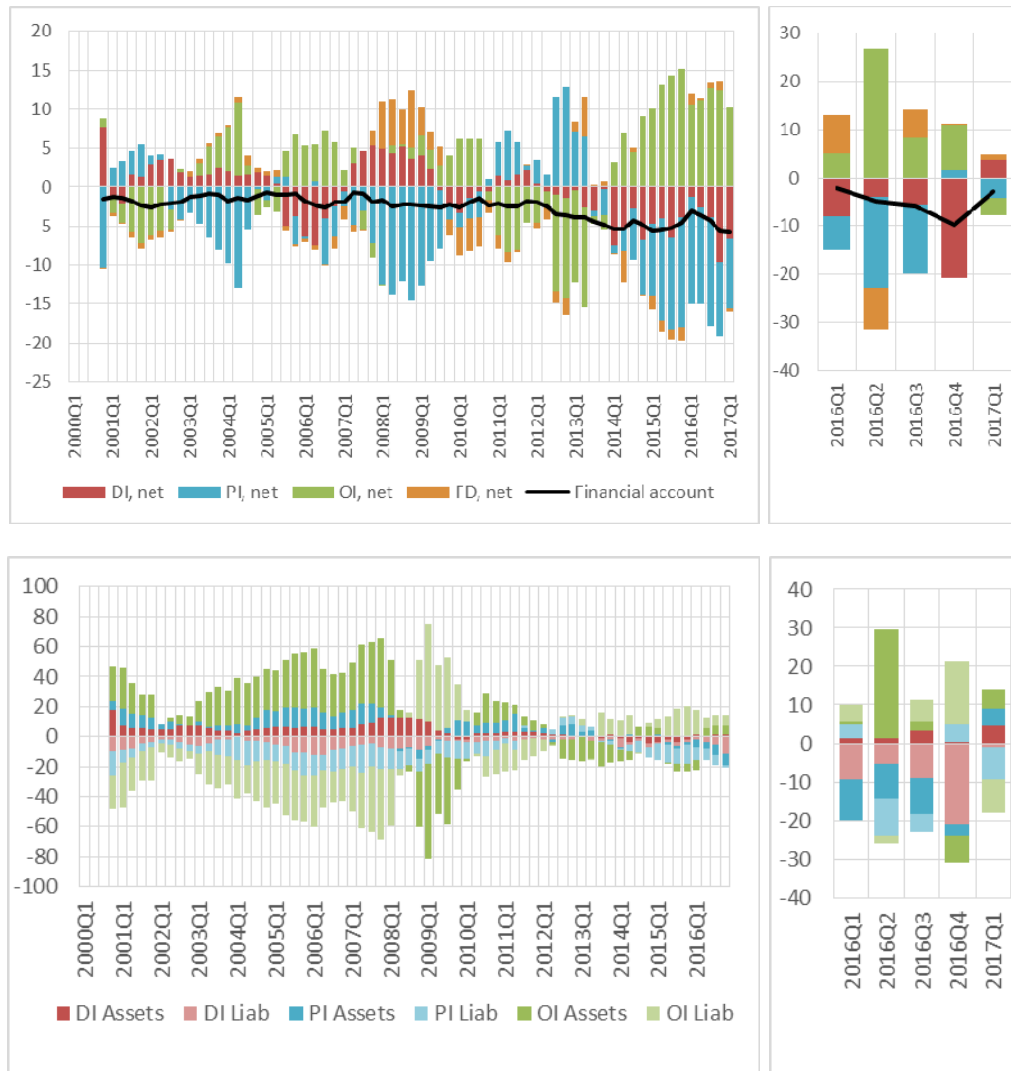 20
15
10
5
0
-5
-10
-15
-20
-25
2000Q1
2001Q1
2002Q1
2003Q1
2004Q1
2005Q1
2006Q1
2007Q1
2008Q1
2009Q1
2010Q1
2011Q1
2012Q1
2013Q1
2014Q1
2015Q1
2016Q1
2017Q1
DI, net PI, net OI, net FD, net Financial account
30
20
10
0
-10
-20
-30
-40
2016Q1
2016Q2
2016Q3
2016Q4
2017Q1
100
80
60
40
20
0
-20
-40
-60
-80
-100
2000Q1
2001Q1
2002Q1
2003Q1
2004Q1
2005Q1
2006Q1
2007Q1
2008Q1
2009Q1
2010Q1
2011Q1
2012Q1
2013Q1
2014Q1
2015Q1
2016Q1
DI Assets DI Liab PI Assets PI Liab OI Assets OI Liab
40
30
20
10
0
-10
-20
-30
-40
2016Q1
2016Q2
2016Q3
2016Q4
2017Q1